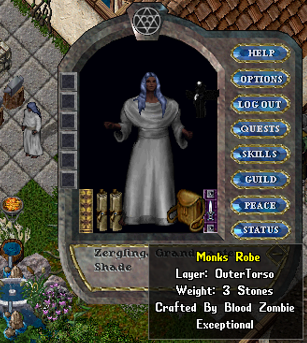 HELP
OPTIONS
LOG OUT
QUESTS
SKILLS
GUILD
PEACE
STATUS
Zergling, Grand
Shade
Monks Robe
Layer: OuterTorso
Weight: 3 Stones
Crafted By Blood Zombie
Exceptional